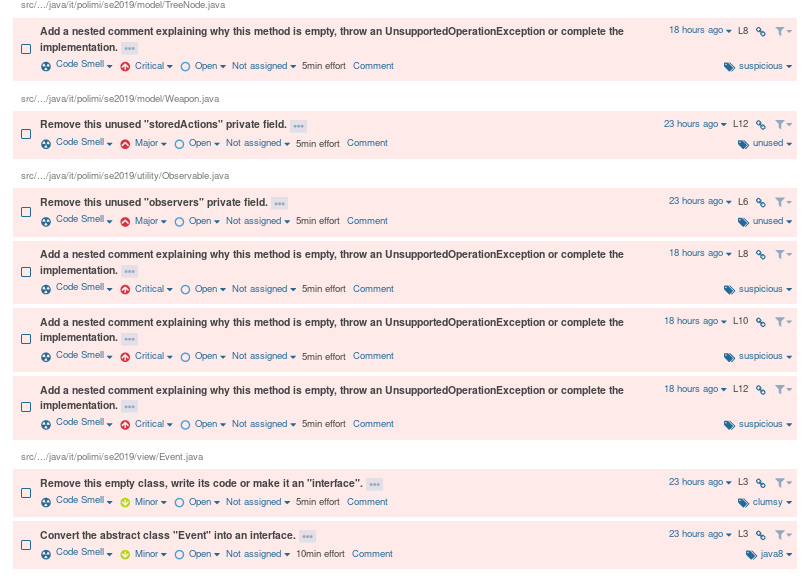 src/.../java/it/polimi/se2019/model/TreeNode.java
Add a nested comment explaining why this method is empty, throw an UnsupportedOperationException or complete the 18 hours ago L8
implementation. •••
Code Smell Critical Open Not assigned 5min effort Comment suspicious
src/.../java/it/polimi/se2019/model/Weapon.java
Remove this unused "storedActions" private field. ••• 23 hours ago L12
Code Smell Major Open Not assigned 5min effort Comment unused
src/.../java/it/polimi/se2019/utility/Observable.java
Remove this unused "observers" private field. ••• 23 hours ago L6
Code Smell Major Open Not assigned 5min effort Comment unused
Add a nested comment explaining why this method is empty, throw an UnsupportedOperationException or complete the 18 hours ago L8
implementation. •••
Code Smell Critical Open Not assigned 5min effort Comment suspicious
Add a nested comment explaining why this method is empty, throw an UnsupportedOperationException or complete the 18 hours ago L10
implementation. •••
Code Smell Critical Open Not assigned 5min effort Comment suspicious
Add a nested comment explaining why this method is empty, throw an UnsupportedOperationException or complete the 18 hours ago L12
implementation. •••
Code Smell Critical Open Not assigned 5min effort Comment suspicious
src/.../java/it/polimi/se2019/view/Event.java
Remove this empty class, write its code or make it an "interface". ••• 23 hours ago L3
Code Smell Minor Open Not assigned 5min effort Comment clumsy
Convert the abstract class "Event" into an interface. ••• 23 hours ago L3
Code Smell Minor Open Not assigned 10min effort Comment java8